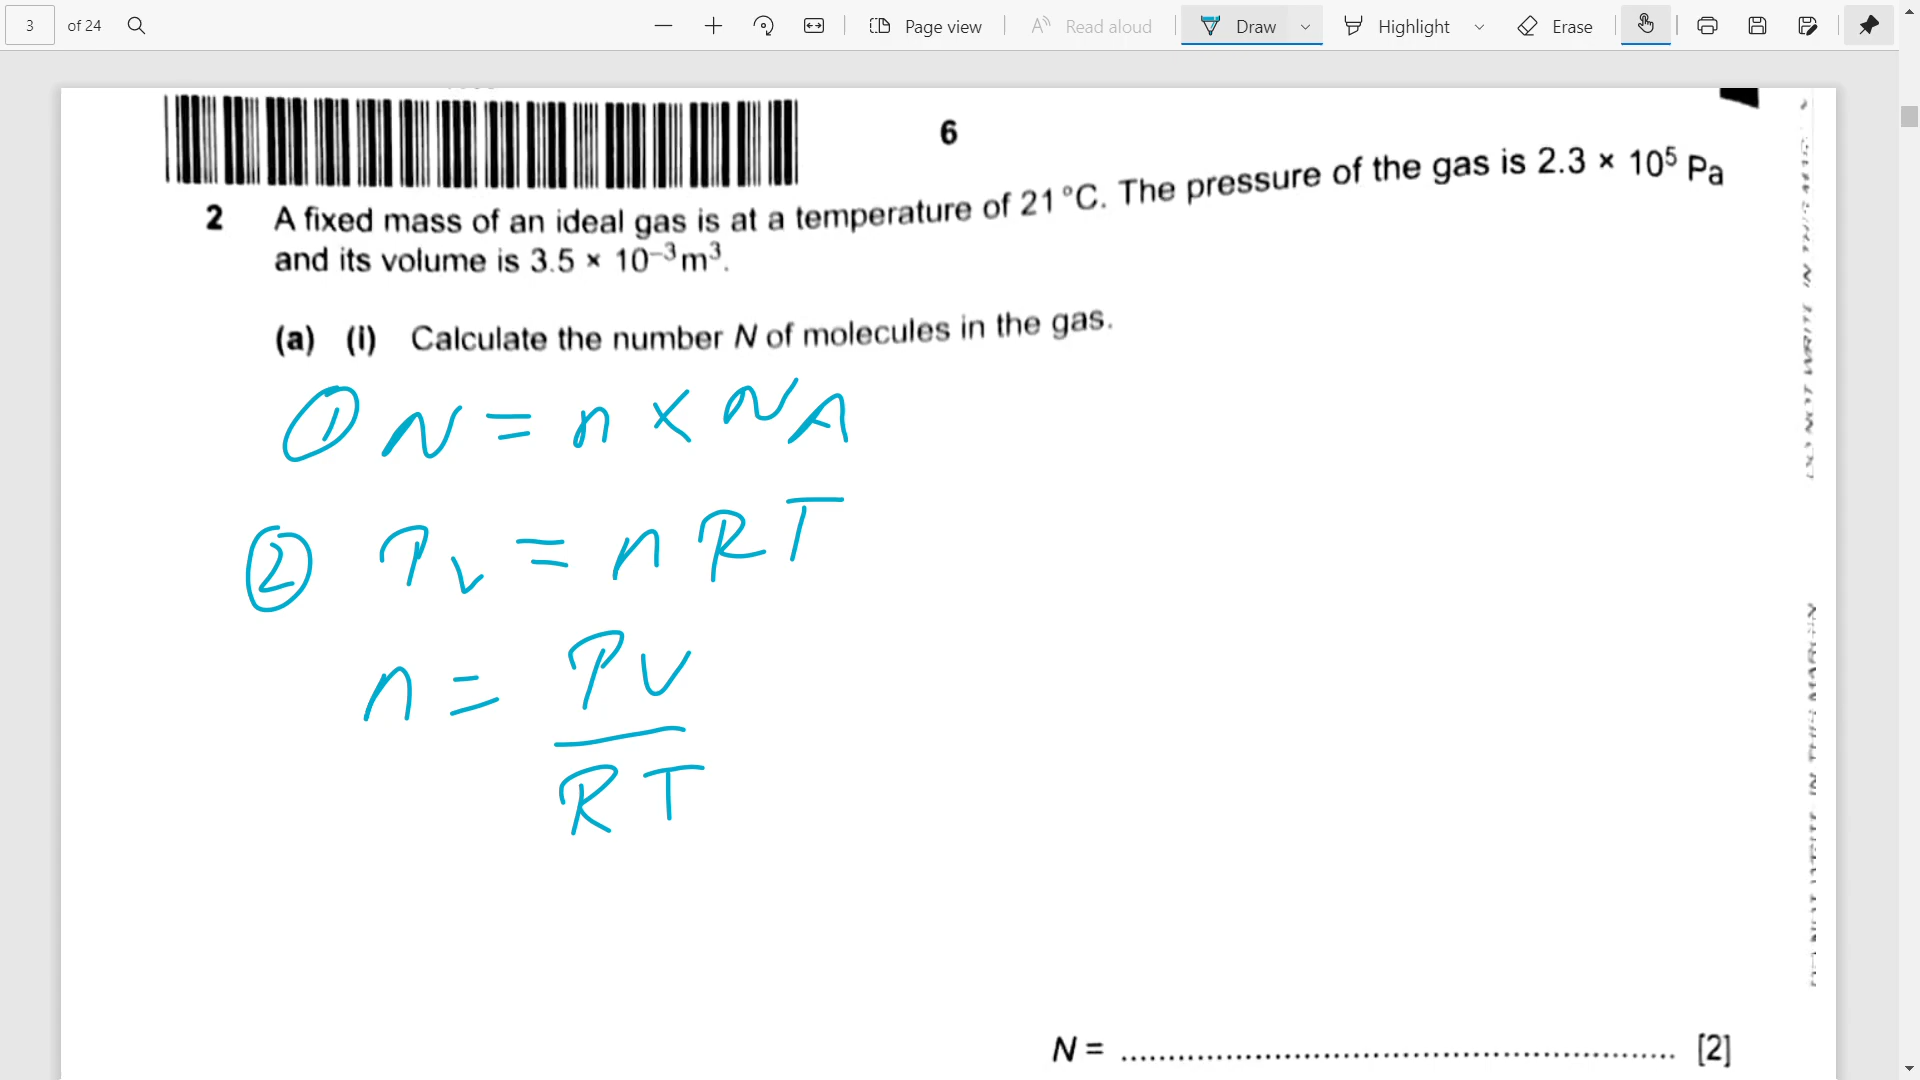 3 of 24 Page view Read aloud Draw Highlight Erase
6
2 A fixed mass of an ideal gas is at a temperature of 21 °C. The pressure of the gas is 2.3 × 10⁵ Pa
and its volume is 3.5 × 10⁻³ m³.
(a) (i) Calculate the number N of molecules in the gas.
① N = n × NA
② PV = n R T
n = PV
R T
N = ........................................................... [2]